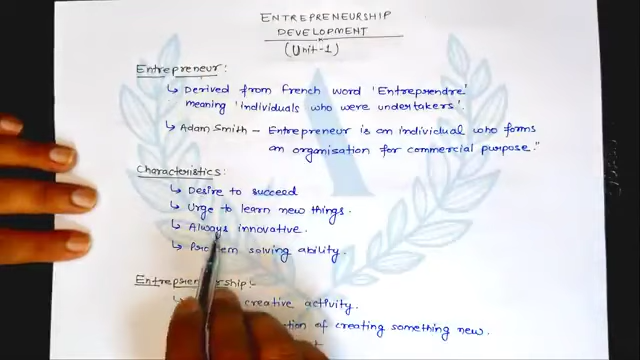 ENTREPRENEURSHIP
DEVELOPMENT
(Unit-1)
Entrepreneur:
↳ Derived from French word 'Entreprendre'
meaning 'individuals who were undertakers'.
↳ Adam Smith - Entrepreneur is an individual who forms
an organisation for commercial purpose."
Characteristics:
↳ Desire to succeed
↳ Urge to learn new things.
↳ Always innovative.
↳ Problem solving ability.
Entrepreneurship:
creative activity.
of creating something new.